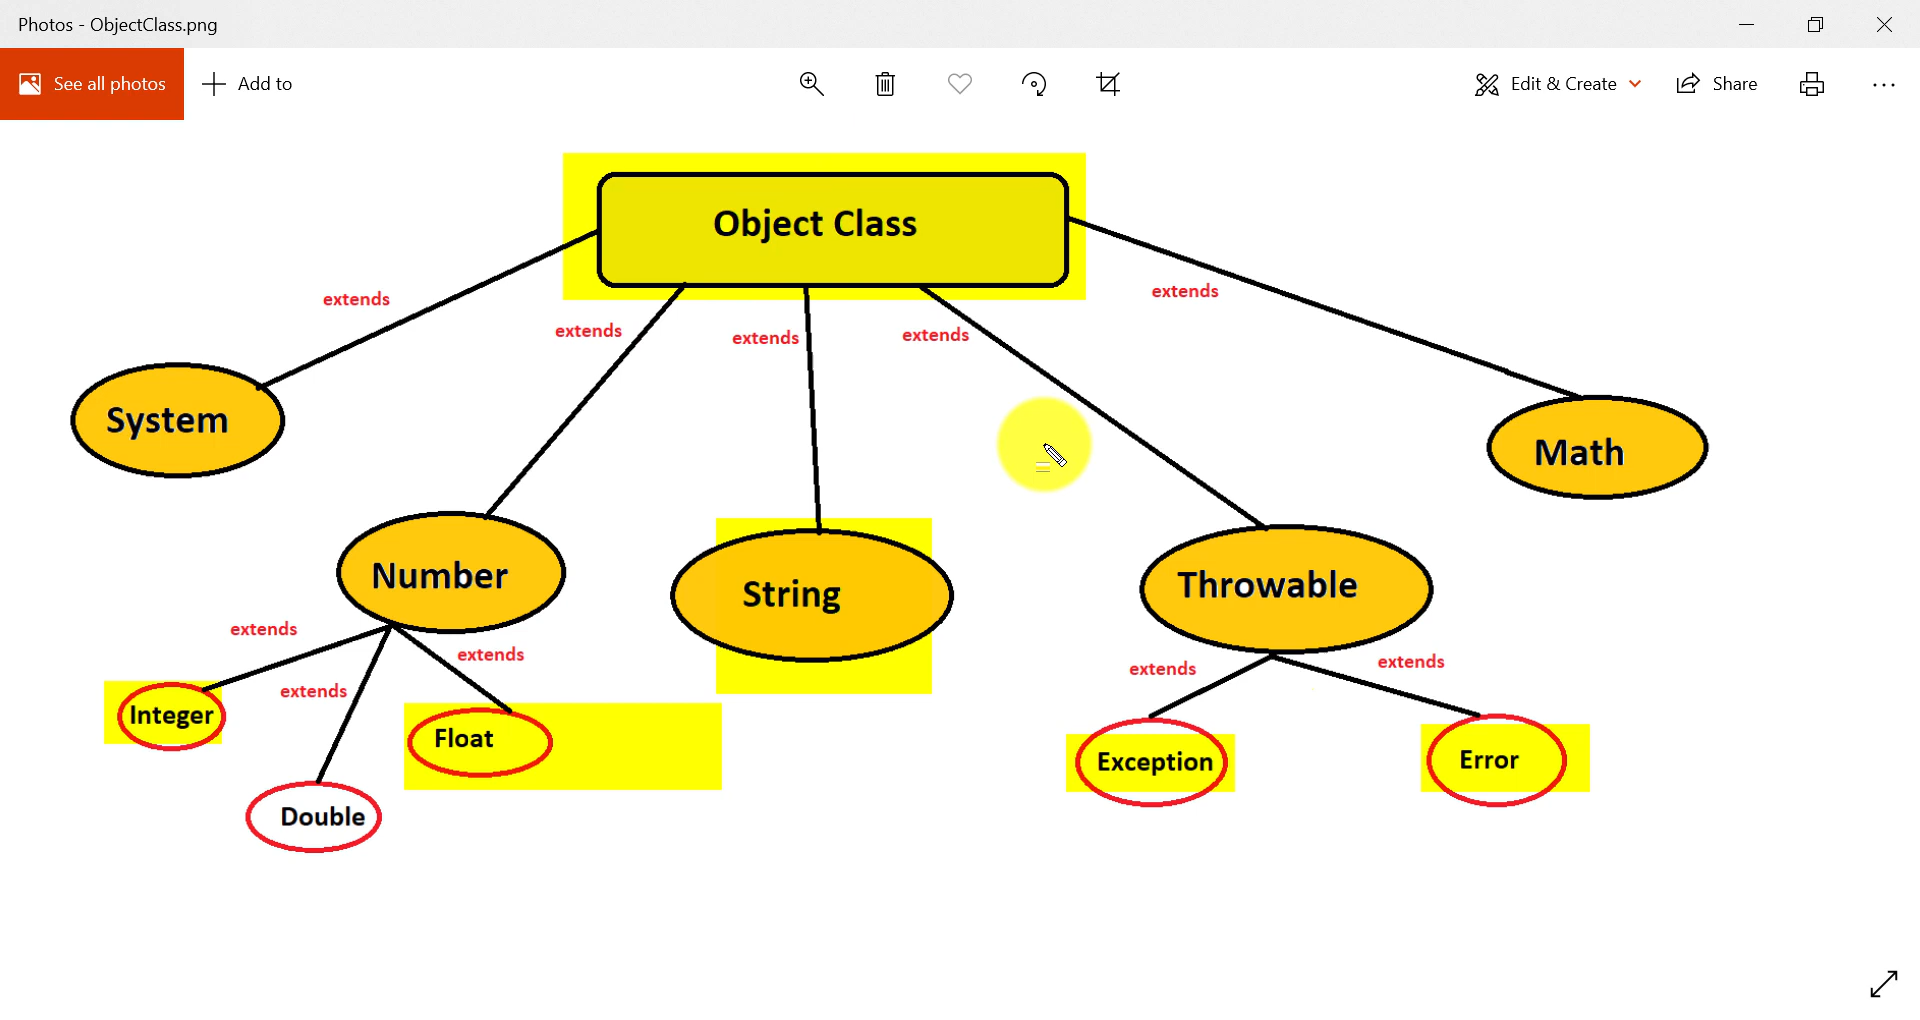 Photos - ObjectClass.png
See all photos
Add to
Edit & Create
Share
Object Class
extends
extends
extends
extends
extends
System
Math
Number
String
Throwable
extends
extends
extends
extends
extends
Integer
Float
Double
Exception
Error